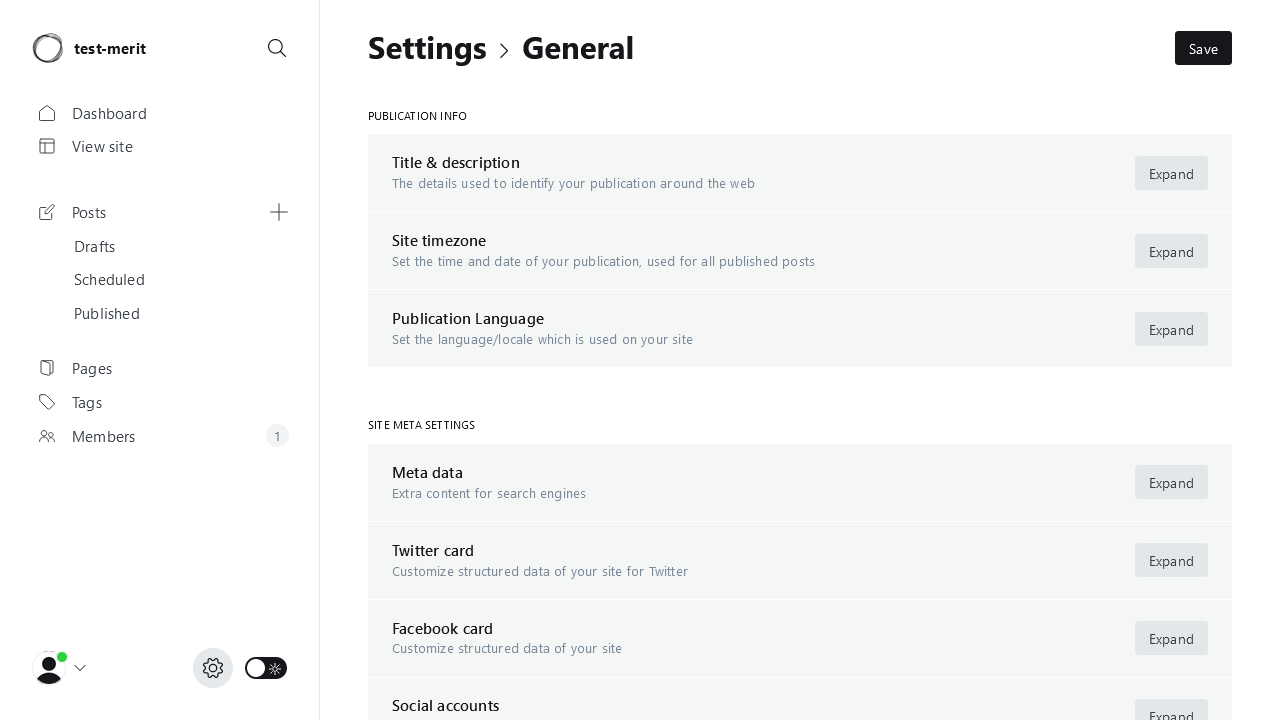 test-merit
Dashboard
View site
Posts
Drafts
Scheduled
Published
Pages
Tags
Members
1
Settings
General
Save
PUBLICATION INFO
Title & description
The details used to identify your publication around the web
Expand
Site timezone
Set the time and date of your publication, used for all published posts
Expand
Publication Language
Set the language/locale which is used on your site
Expand
SITE META SETTINGS
Meta data
Extra content for search engines
Expand
Twitter card
Customize structured data of your site for Twitter
Expand
Facebook card
Customize structured data of your site
Expand
Social accounts
Expand